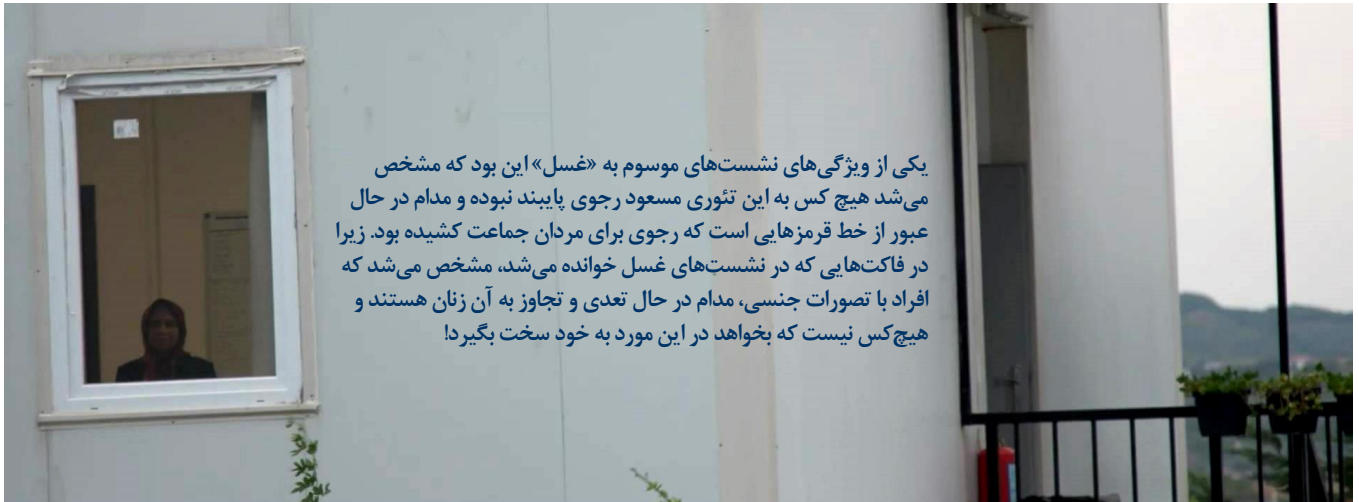 یکی از ویژگی‌های نشست‌های موسوم به «غسل» این بود که مشخص
می‌شد هیچ کس به این تئوری مسعود رجوی پایبند نبوده و مدام در حال
عبور از خط قرمزهایی است که رجوی برای مردان جماعت کشیده بود. زیرا
در فاکت‌هایی که در نشست‌های غسل خوانده می‌شد، مشخص می‌شد که
افراد با تصورات جنسی، مدام در حال تعدی و تجاوز به آن زنان هستند و
هیچ‌کس نیست که بخواهد در این مورد به خود سخت بگیرد!